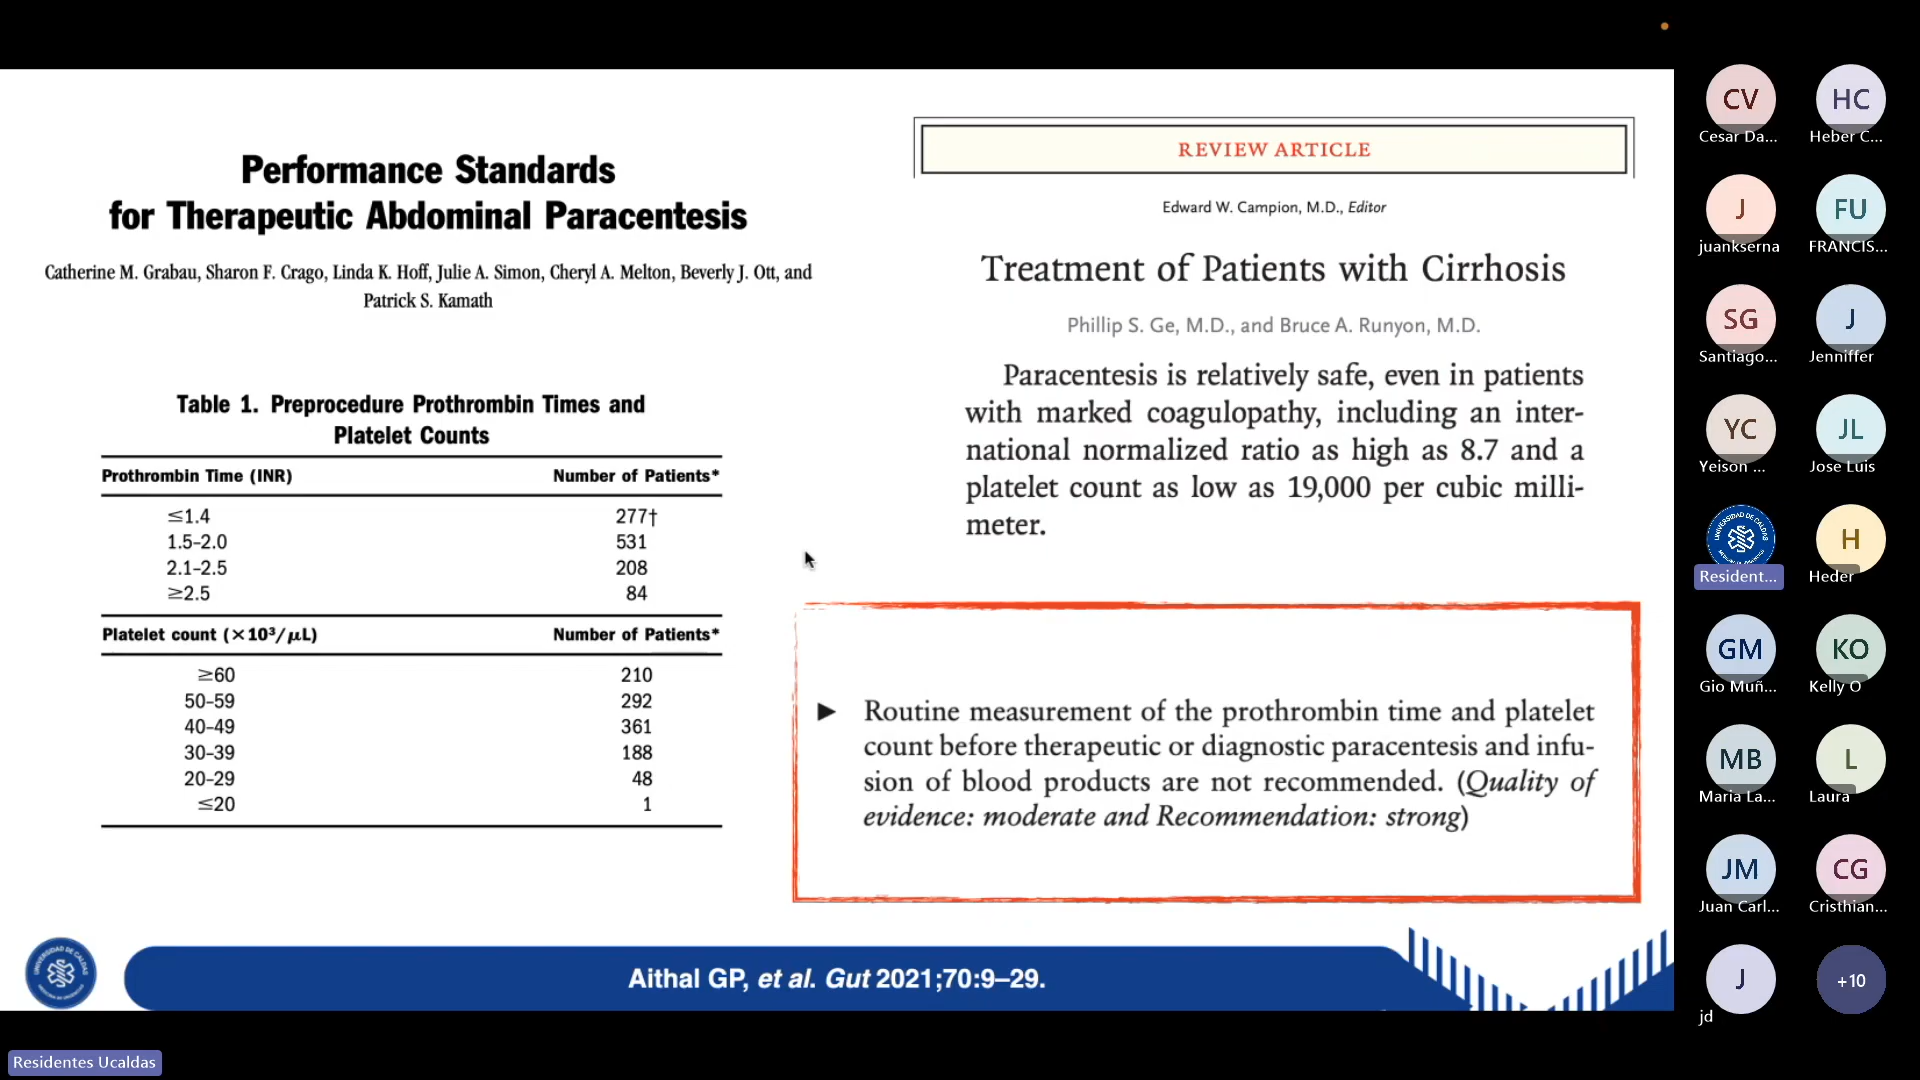 Performance Standards
for Therapeutic Abdominal Paracentesis
Catherine M. Grabau, Sharon F. Crago, Linda K. Hoff, Julie A. Simon, Cheryl A. Melton, Beverly J. Ott, and
Patrick S. Kamath
Table 1. Preprocedure Prothrombin Times and
Platelet Counts
Prothrombin Time (INR) Number of Patients*
≤1.4 277†
1.5–2.0 531
2.1–2.5 208
≥2.5 84
Platelet count (×10³/μL) Number of Patients*
≥60 210
50–59 292
40–49 361
30–39 188
20–29 48
≤20 1
REVIEW ARTICLE
Edward W. Campion, M.D., Editor
Treatment of Patients with Cirrhosis
Phillip S. Ge, M.D., and Bruce A. Runyon, M.D.
Paracentesis is relatively safe, even in patients
with marked coagulopathy, including an inter-
national normalized ratio as high as 8.7 and a
platelet count as low as 19,000 per cubic milli-
meter.
► Routine measurement of the prothrombin time and platelet
count before therapeutic or diagnostic paracentesis and infu-
sion of blood products are not recommended. (Quality of
evidence: moderate and Recommendation: strong)
Aithal GP, et al. Gut 2021;70:9–29.
Residentes Ucaldas
CV HC
Cesar Da... Heber C...
J FU
juankserna FRANCIS...
SG J
Santiago... Jenniffer
YC JL
Yeison ... Jose Luis
UNIVERSIDAD DE CALDAS H
Resident... Heder
GM KO
Gio Muñ... Kelly O
MB L
Maria La... Laura
JM CG
Juan Carl... Cristhian...
J +10
jd